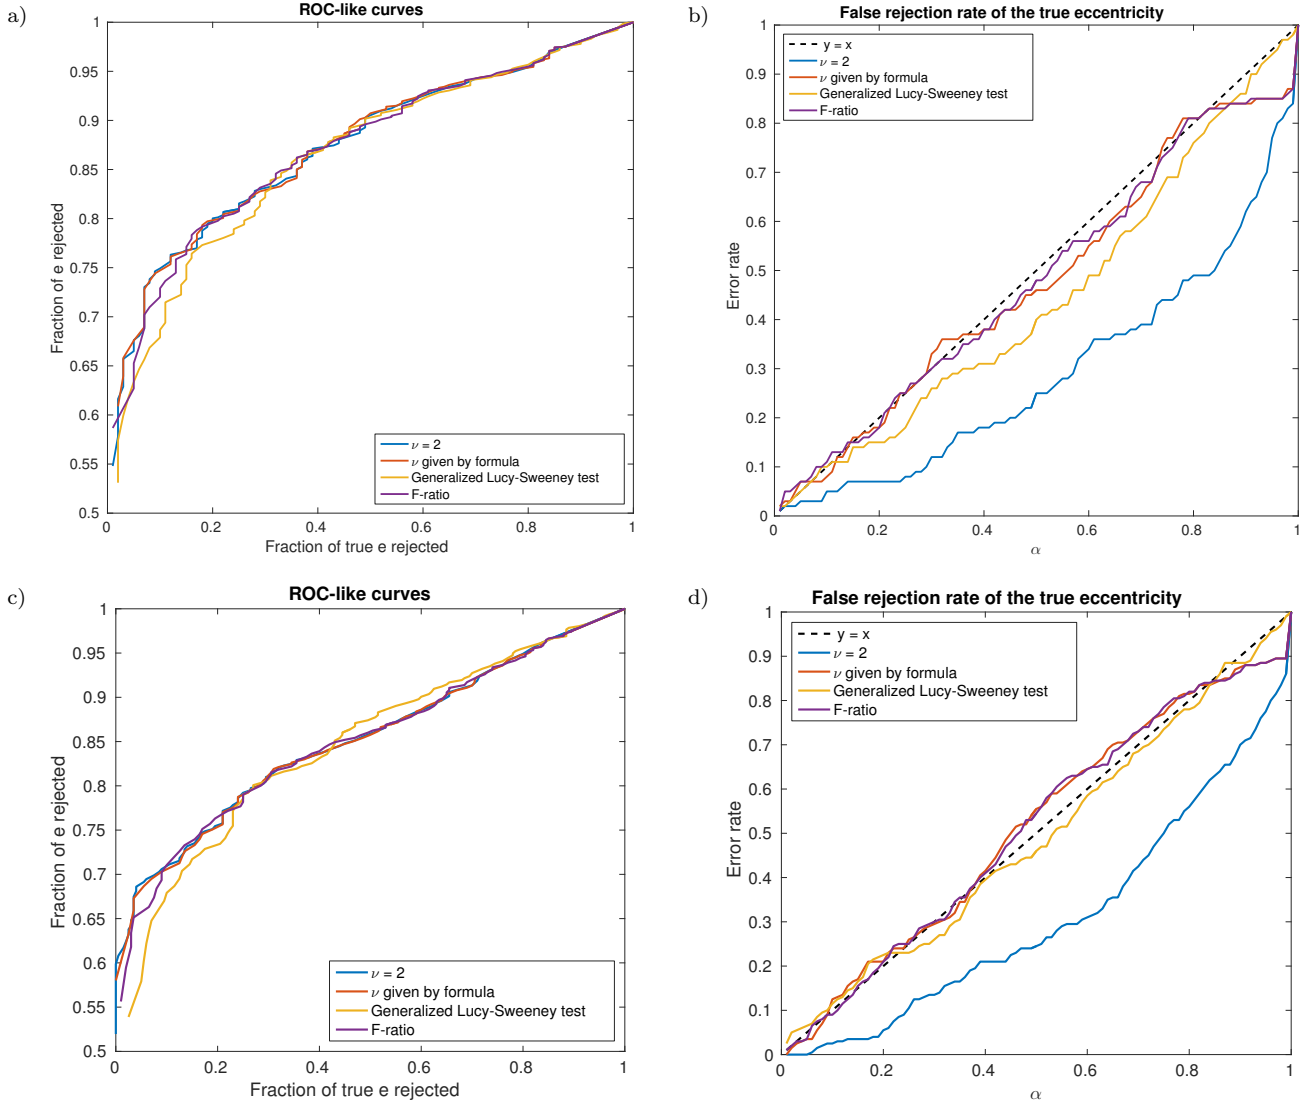 a)
ROC-like curves
1
0.95
0.9
0.85
0.8
0.75
0.7
0.65
0.6
0.55
0.5
0
0.2
0.4
0.6
0.8
1
Fraction of e rejected
Fraction of true e rejected
ν = 2
ν given by formula
Generalized Lucy-Sweeney test
F-ratio
b)
False rejection rate of the true eccentricity
1
0.9
0.8
0.7
0.6
0.5
0.4
0.3
0.2
0.1
0
0
0.2
0.4
0.6
0.8
1
Error rate
α
y = x
ν = 2
ν given by formula
Generalized Lucy-Sweeney test
F-ratio
c)
ROC-like curves
1
0.95
0.9
0.85
0.8
0.75
0.7
0.65
0.6
0.55
0.5
0
0.2
0.4
0.6
0.8
1
Fraction of e rejected
Fraction of true e rejected
ν = 2
ν given by formula
Generalized Lucy-Sweeney test
F-ratio
d)
False rejection rate of the true eccentricity
1
0.9
0.8
0.7
0.6
0.5
0.4
0.3
0.2
0.1
0
0
0.2
0.4
0.6
0.8
1
Error rate
α
y = x
ν = 2
ν given by formula
Generalized Lucy-Sweeney test
F-ratio